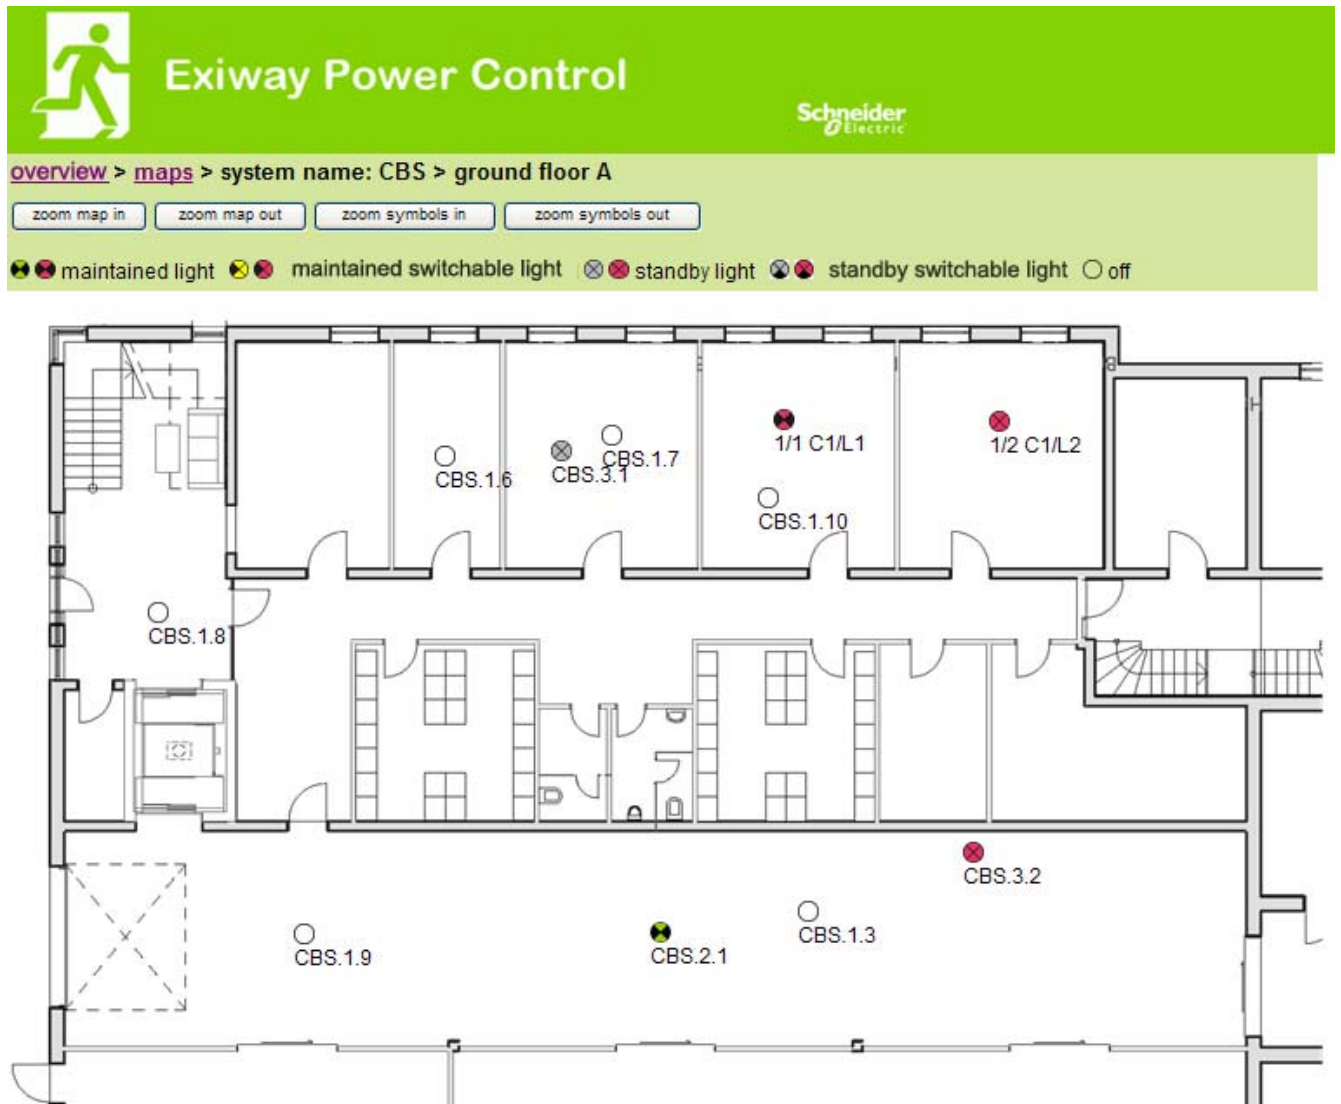 Exiway Power Control
Schneider
Electric
overview > maps > system name: CBS > ground floor A
zoom map in zoom map out zoom symbols in zoom symbols out
maintained light maintained switchable light standby light standby switchable light off
1/1 C1/L1
1/2 C1/L2
CBS.1.7
CBS.3.1
CBS.1.6
CBS.1.10
CBS.1.8
CBS.3.2
CBS.1.3
CBS.2.1
CBS.1.9